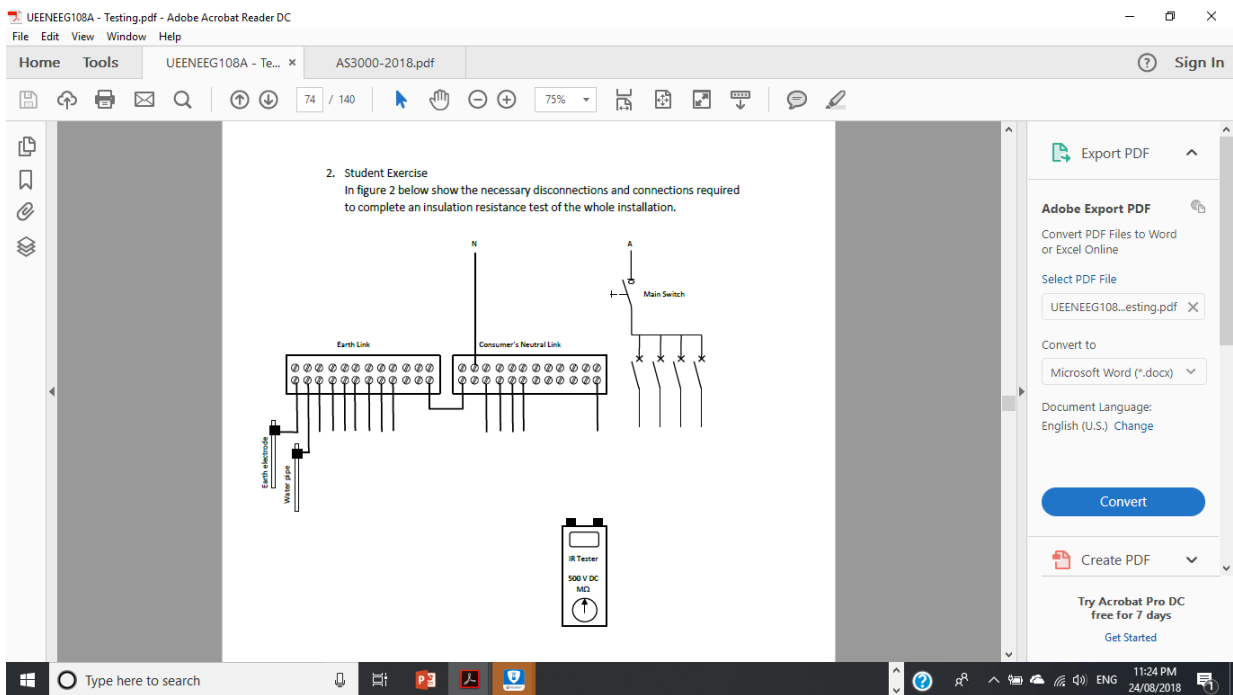 UEENEEG108A - Testing.pdf - Adobe Acrobat Reader DC
File Edit View Window Help
Home Tools UEENEEG108A - Te... × AS3000-2018.pdf Sign In
74 / 140 75%
Export PDF
Adobe Export PDF
Convert PDF Files to Word
or Excel Online
Select PDF File
UEENEEG108...esting.pdf
Convert to
Microsoft Word (*.docx)
Document Language:
English (U.S.) Change
Convert
Create PDF
Try Acrobat Pro DC
free for 7 days
Get Started
2. Student Exercise
In figure 2 below show the necessary disconnections and connections required
to complete an insulation resistance test of the whole installation.
N
A
Main Switch
Earth Link
Consumer's Neutral Link
Earth electrode
Water pipe
IR Tester
500 V DC
MΩ
Type here to search
ENG
11:24 PM
24/08/2018
1